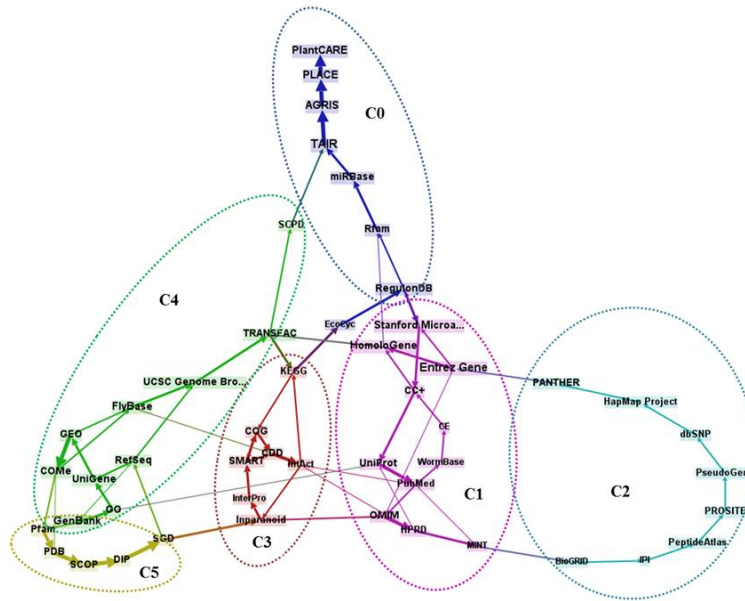 PlantCARE
PLACE
AGRIS
C0
TAIR
miRBase
SCPD
Rfam
C4
RegulonDB
EcoCyc
Stanford Microa...
TRANSFAC
HomoloGene
Entrez Gene
KEGG
PANTHER
UCSC Genome Bro...
CC+
HapMap Project
FlyBase
GEO
COG
CE
dbSNP
CDD
RefSeq
SMART
IntAct
UniProt
WormBase
COMe
PseudoGen
UniGene
PubMed
C1
C2
InterPro
GO
PROSITE
GenBank
Inparanoid
OMIM
Pfam
HPRD
SGD
C3
MINT
PeptideAtlas
PDB
DIP
SCOP
C5
BioGRID
IPI